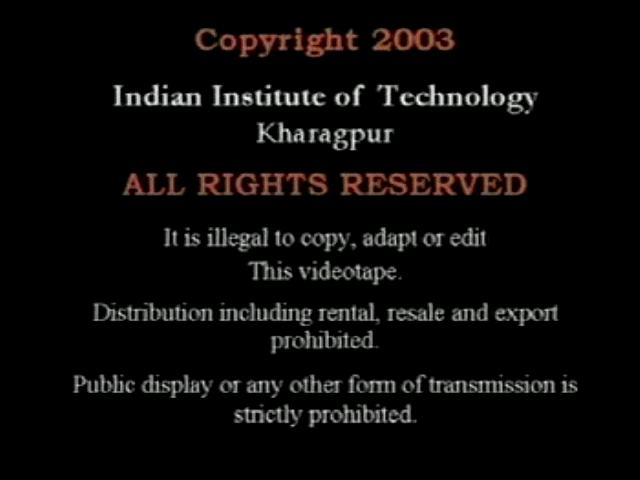 Copyright 2003
Indian Institute of Technology
Kharagpur
ALL RIGHTS RESERVED
It is illegal to copy, adapt or edit
This videotape.
Distribution including rental, resale and export
prohibited.
Public display or any other form of transmission is
strictly prohibited.